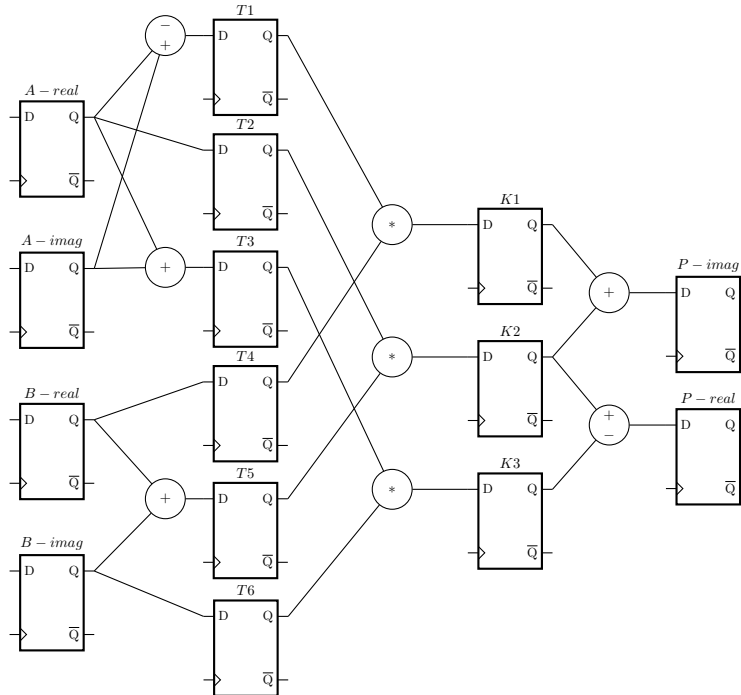 T1
−
+
D Q
Q̅
A − real
D Q
Q̅
T2
D Q
Q̅
A − imag
D Q
Q̅
+
T3
D Q
Q̅
*
K1
D Q
Q̅
+
P − imag
D Q
Q̅
T4
D Q
Q̅
*
K2
D Q
Q̅
B − real
D Q
Q̅
+
−
P − real
D Q
Q̅
+
T5
D Q
Q̅
*
K3
D Q
Q̅
B − imag
D Q
Q̅
T6
D Q
Q̅